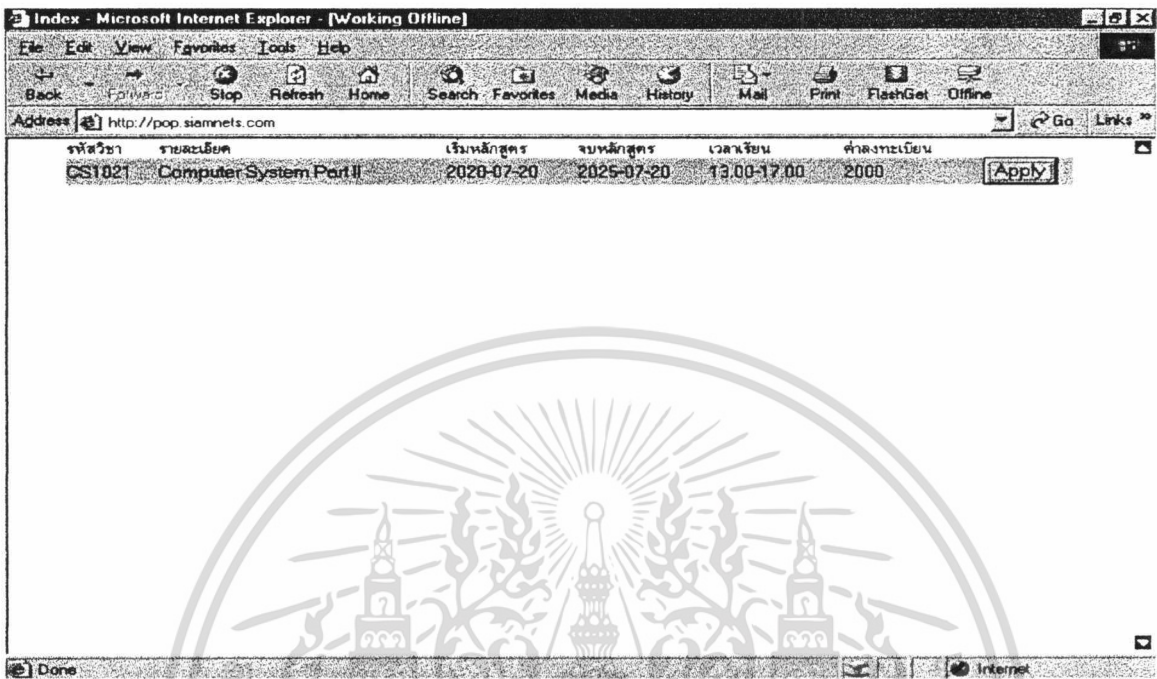 Index - Microsoft Internet Explorer - [Working Offline]
File Edit View Favorites Tools Help
Back Forward Stop Refresh Home Search Favorites Media History Mail Print FlashGet Offline
Address http://pop.siamnets.com Go Links »
รหัสวิชา รายละเอียด เริ่มหลักสูตร จบหลักสูตร เวลาเรียน ค่าลงทะเบียน
CS1021 Computer System Part II 2020-07-20 2025-07-20 13.00-17.00 2000 Apply
Done Internet